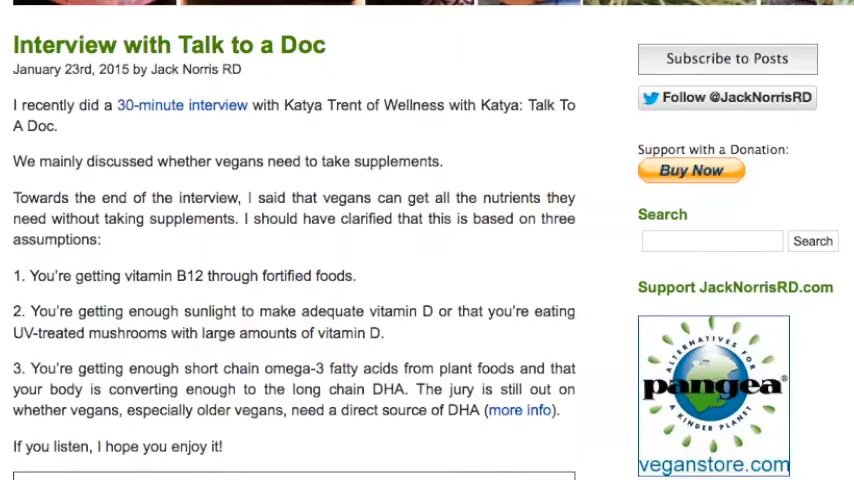 Interview with Talk to a Doc
January 23rd, 2015 by Jack Norris RD
I recently did a 30-minute interview with Katya Trent of Wellness with Katya: Talk To
A Doc.
We mainly discussed whether vegans need to take supplements.
Towards the end of the interview, I said that vegans can get all the nutrients they
need without taking supplements. I should have clarified that this is based on three
assumptions:
1. You're getting vitamin B12 through fortified foods.
2. You're getting enough sunlight to make adequate vitamin D or that you're eating
UV-treated mushrooms with large amounts of vitamin D.
3. You're getting enough short chain omega-3 fatty acids from plant foods and that
your body is converting enough to the long chain DHA. The jury is still out on
whether vegans, especially older vegans, need a direct source of DHA (more info).
If you listen, I hope you enjoy it!
Subscribe to Posts
Follow @JackNorrisRD
Support with a Donation:
Buy Now
Search
Search
Support JackNorrisRD.com
ALTERNATIVES FOR
pangea®
A KINDER PLANET
veganstore.com